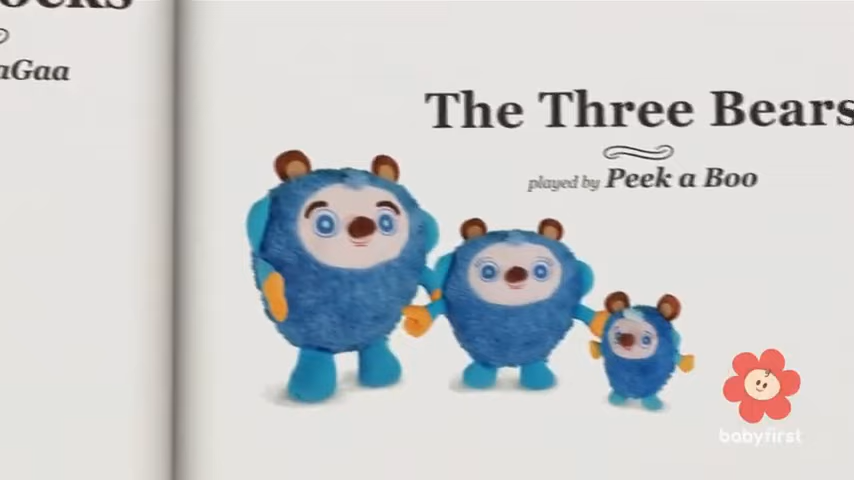 aGaa
The Three Bears
played by Peek a Boo
babyfirst